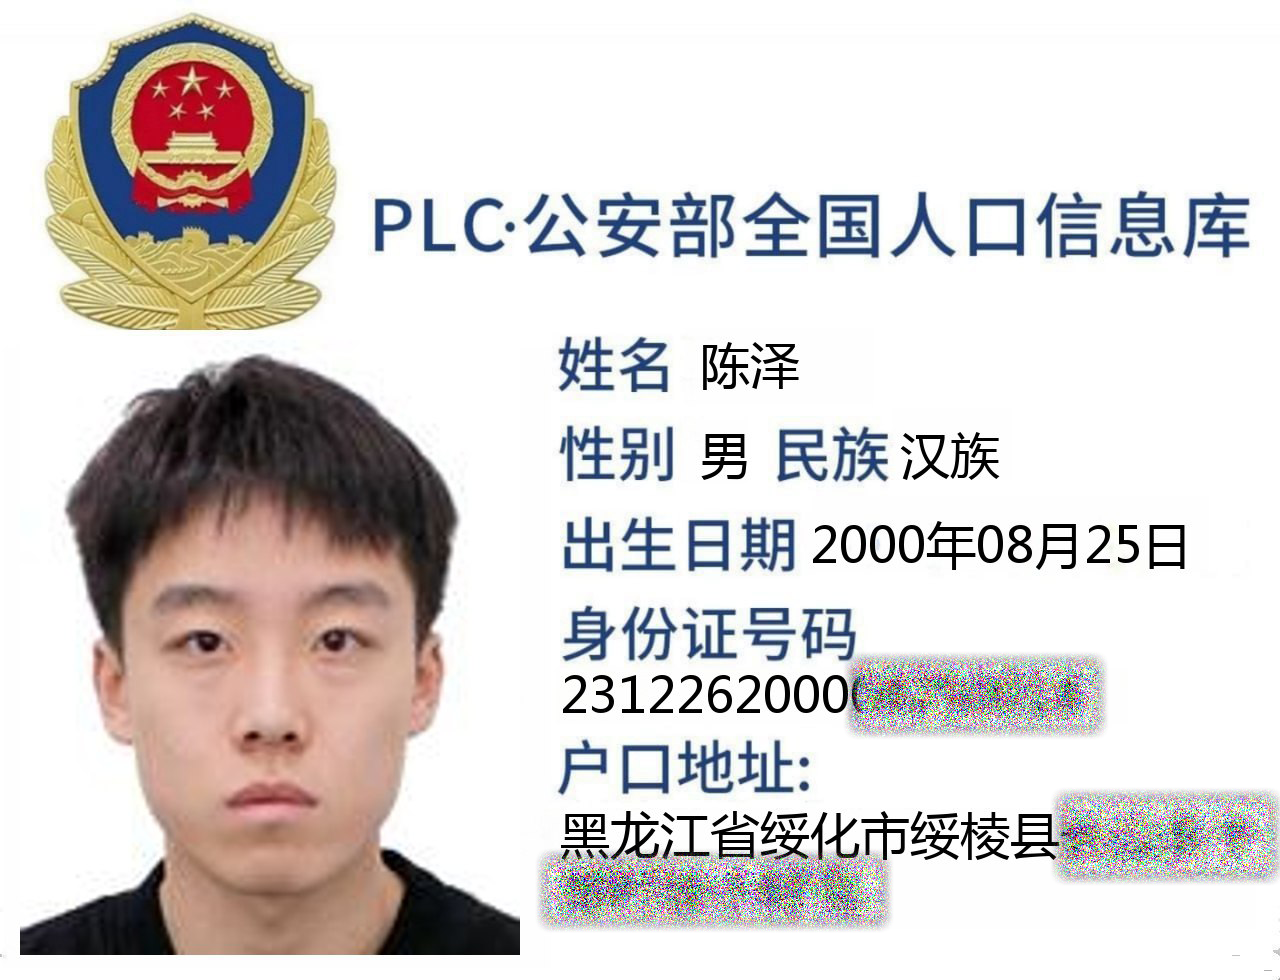 PLC·公安部全国人口信息库
姓名 陈泽
性别 男 民族 汉族
出生日期 2000年08月25日
身份证号码
23122620000
户口地址:
黑龙江省绥化市绥棱县